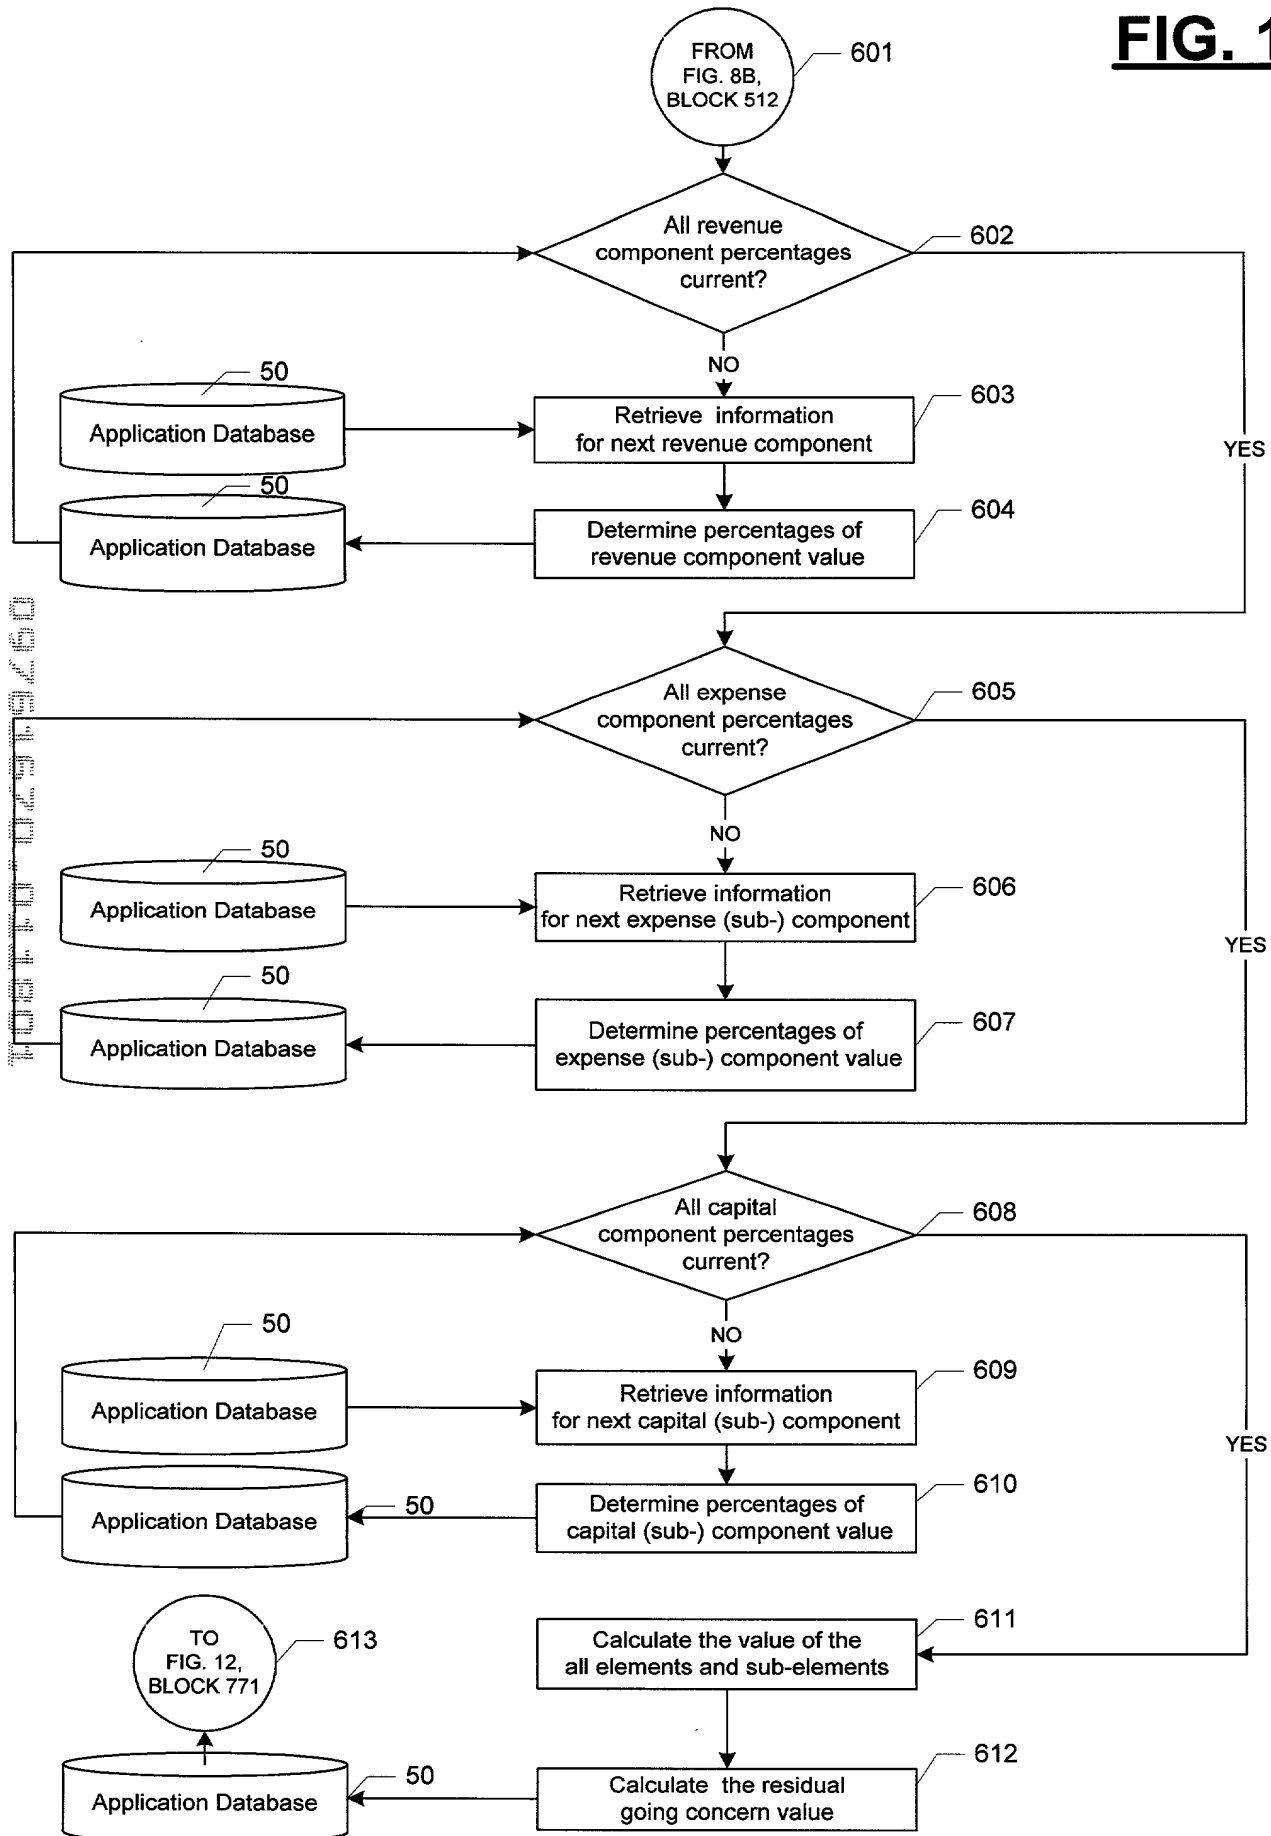 FIG. 1
FROM
FIG. 8B,
BLOCK 512
601
All revenue
component percentages
current?
602
NO
YES
50
Application Database
Retrieve information
for next revenue component
603
50
Application Database
Determine percentages of
revenue component value
604
All expense
component percentages
current?
605
NO
YES
50
Application Database
Retrieve information
for next expense (sub-) component
606
50
Application Database
Determine percentages of
expense (sub-) component value
607
All capital
component percentages
current?
608
NO
YES
50
Application Database
Retrieve information
for next capital (sub-) component
609
50
Application Database
Determine percentages of
capital (sub-) component value
610
TO
FIG. 12,
BLOCK 771
613
Calculate the value of the
all elements and sub-elements
611
50
Application Database
Calculate the residual
going concern value
612